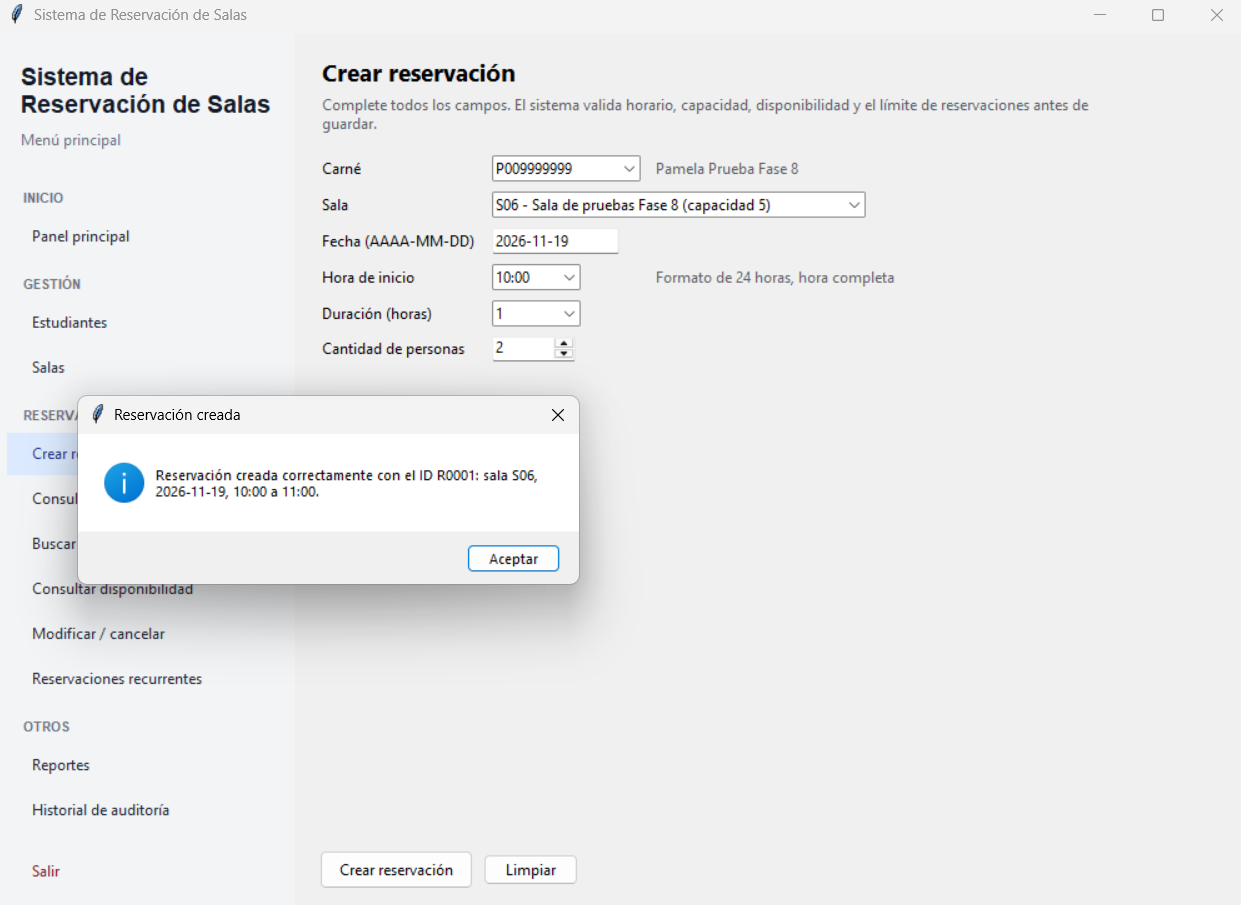 Sistema de Reservación de Salas
Sistema de
Reservación de Salas
Menú principal
INICIO
Panel principal
GESTIÓN
Estudiantes
Salas
Crear
Buscar
Consultar disponibilidad
Modificar / cancelar
Reservaciones recurrentes
OTROS
Reportes
Historial de auditoría
Salir
Crear reservación
Complete todos los campos. El sistema valida horario, capacidad, disponibilidad y el límite de reservaciones antes de
guardar.
Carné P009999999 Pamela Prueba Fase 8
Sala S06 - Sala de pruebas Fase 8 (capacidad 5)
Fecha (AAAA-MM-DD) 2026-11-19
Hora de inicio 10:00 Formato de 24 horas, hora completa
Duración (horas) 1
Cantidad de personas 2
Reservación creada
Reservación creada correctamente con el ID R0001: sala S06,
2026-11-19, 10:00 a 11:00.
Aceptar
Crear reservación Limpiar